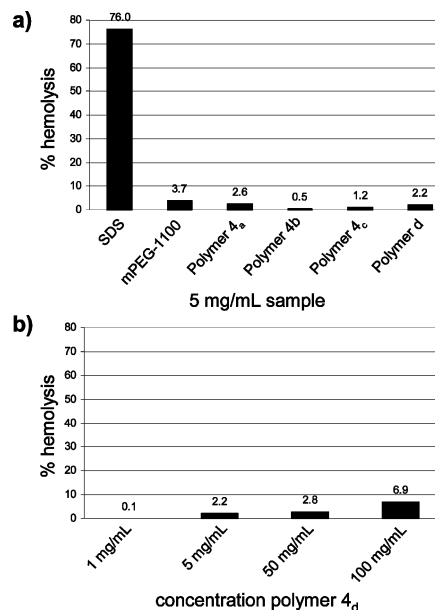 a)
% hemolysis
80
70
60
50
40
30
20
10
0
76.0
3.7
2.6
0.5
1.2
2.2
SDS
mPEG-1100
Polymer 4a
Polymer 4b
Polymer 4c
Polymer d
5 mg/mL sample
b)
% hemolysis
80
70
60
50
40
30
20
10
0
0.1
2.2
2.8
6.9
1 mg/mL
5 mg/mL
50 mg/mL
100 mg/mL
concentration polymer 4d